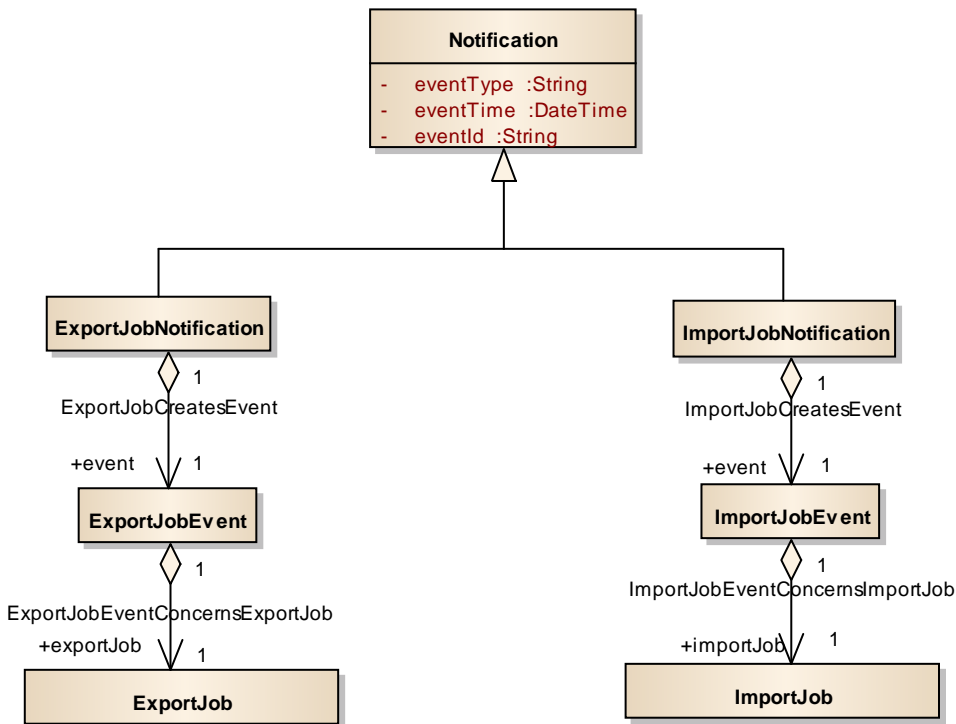 Notification
- eventType :String
- eventTime :DateTime
- eventId :String
ExportJobNotification
1
ExportJobCreatesEvent
+event 1
ExportJobEvent
1
ExportJobEventConcernsExportJob
+exportJob 1
ExportJob
ImportJobNotification
1
ImportJobCreatesEvent
+event 1
ImportJobEvent
1
ImportJobEventConcernsImportJob
+importJob 1
ImportJob